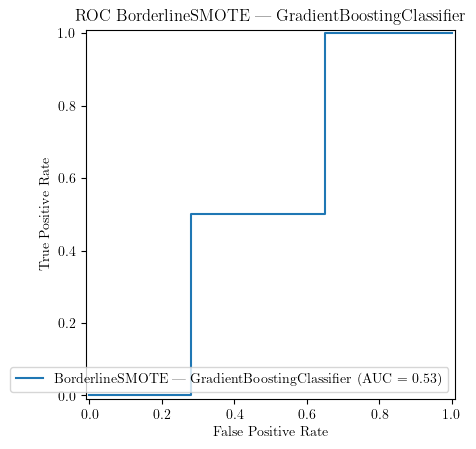 ROC BorderlineSMOTE — GradientBoostingClassifier
1.0
0.8
0.6
0.4
0.2
0.0
True Positive Rate
BorderlineSMOTE — GradientBoostingClassifier (AUC = 0.53)
0.0 0.2 0.4 0.6 0.8 1.0
False Positive Rate